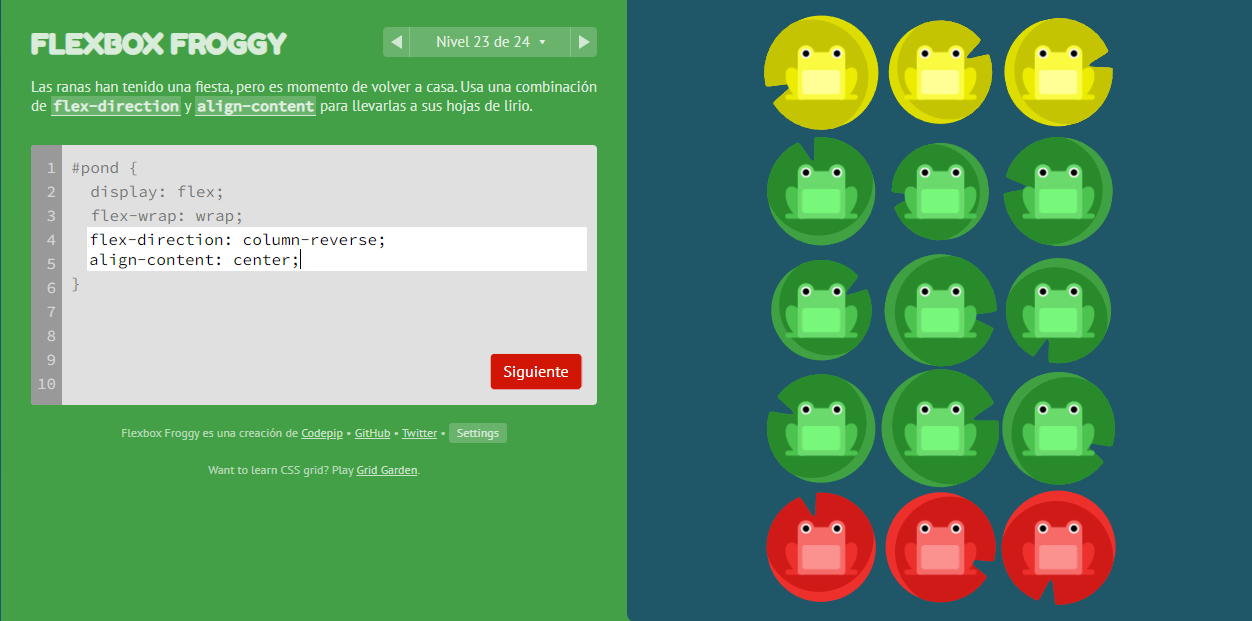 FLEXBOX FROGGY
Nivel 23 de 24
Las ranas han tenido una fiesta, pero es momento de volver a casa. Usa una combinación
de flex-direction y align-content para llevarlas a sus hojas de lirio.
1 #pond {
2 display: flex;
3 flex-wrap: wrap;
4 flex-direction: column-reverse;
5 align-content: center;
6 }
7
8
9
10
Siguiente
Flexbox Froggy es una creación de Codepip • GitHub • Twitter • Settings
Want to learn CSS grid? Play Grid Garden.